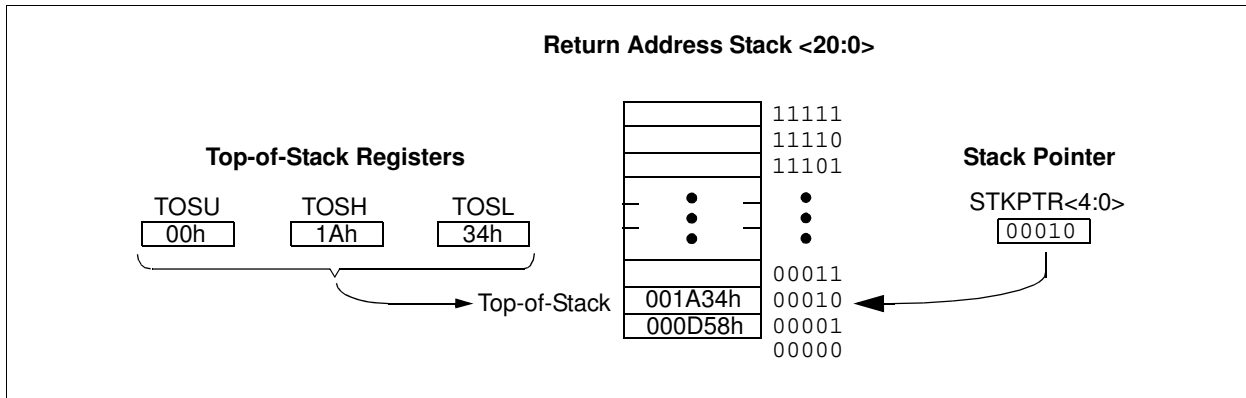 Return Address Stack <20:0>
Top-of-Stack Registers
TOSU TOSH TOSL
00h 1Ah 34h
11111
11110
11101
00011
Top-of-Stack 001A34h 00010
000D58h 00001
00000
Stack Pointer
STKPTR<4:0>
00010